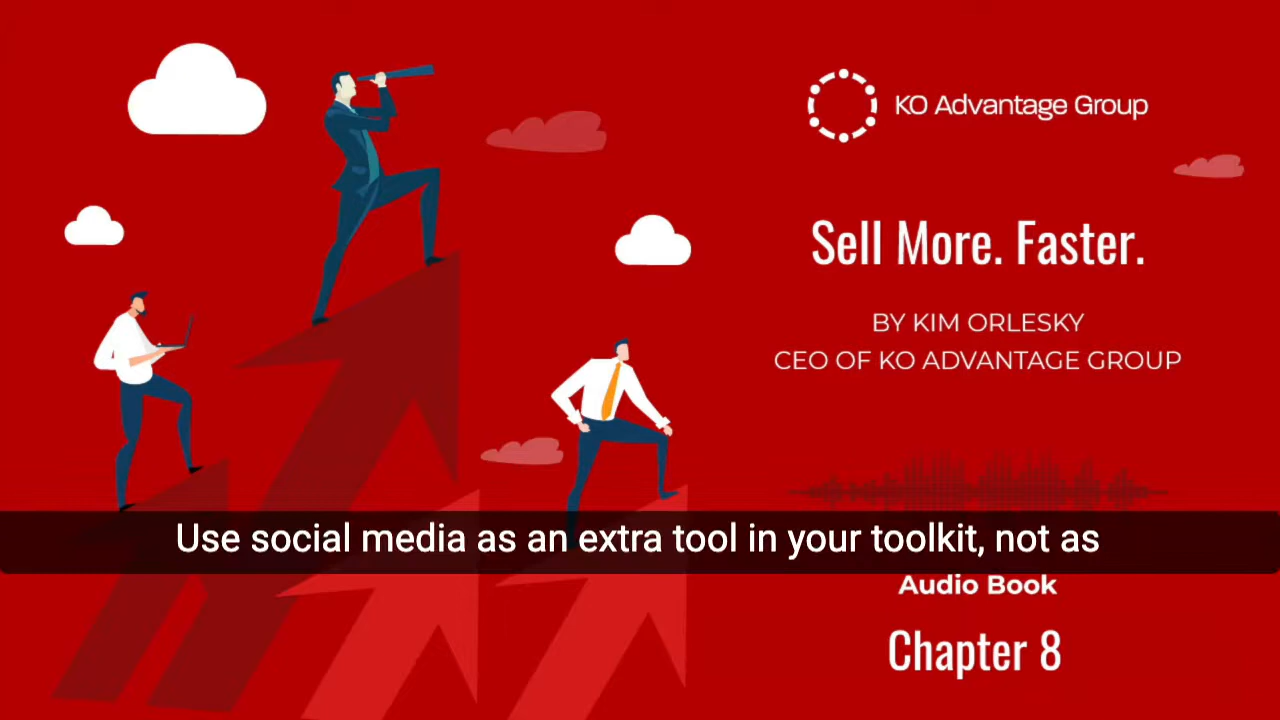 KO Advantage Group
Sell More. Faster.
BY KIM ORLESKY
CEO OF KO ADVANTAGE GROUP
Use social media as an extra tool in your toolkit, not as
Audio Book
Chapter 8